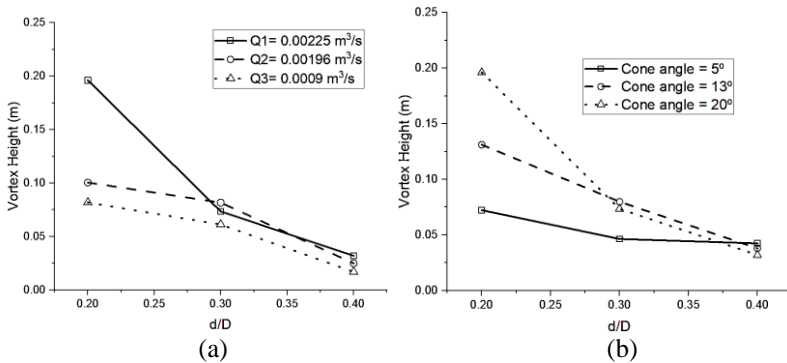 0.25
0.20
0.15
0.10
0.05
0.00
Vortex Height (m)
Q1= 0.00225 m³/s
Q2= 0.00196 m³/s
Q3= 0.0009 m³/s
0.20 0.25 0.30 0.35 0.40
d/D
(a)
0.25
0.20
0.15
0.10
0.05
0.00
Vortex Height (m)
Cone angle = 5º
Cone angle = 13º
Cone angle = 20º
0.20 0.25 0.30 0.35 0.40
d/D
(b)